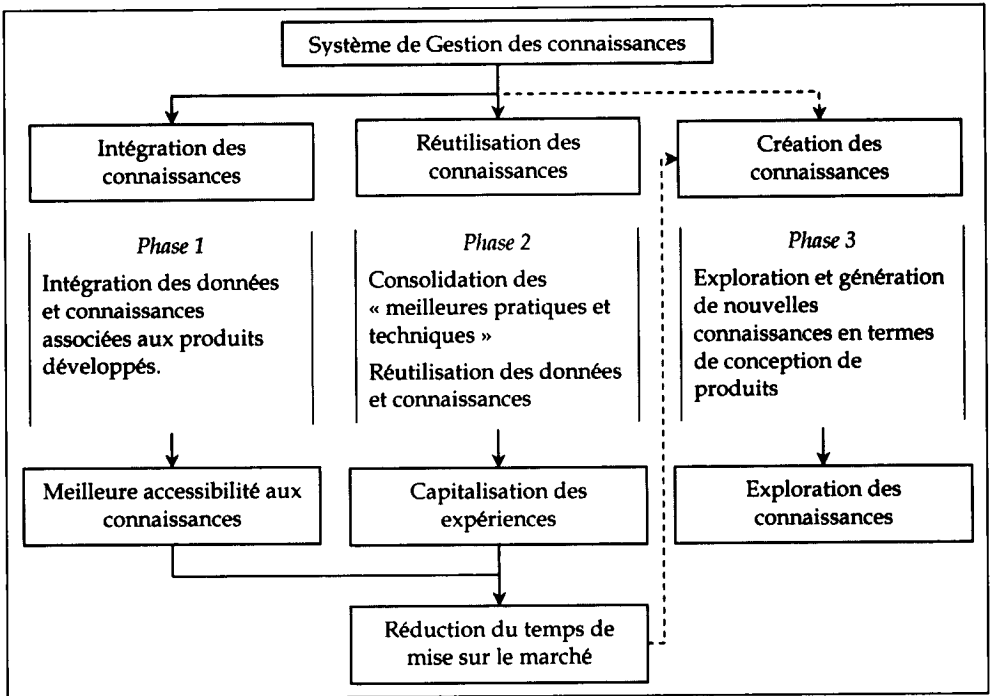 Système de Gestion des connaissances
Intégration des
connaissances
Réutilisation des
connaissances
Création des
connaissances
Phase 1
Intégration des données
et connaissances
associées aux produits
développés.
Phase 2
Consolidation des
« meilleures pratiques et
techniques »
Réutilisation des données
et connaissances
Phase 3
Exploration et génération
de nouvelles
connaissances en termes
de conception de
produits
Meilleure accessibilité aux
connaissances
Capitalisation des
expériences
Exploration des
connaissances
Réduction du temps de
mise sur le marché